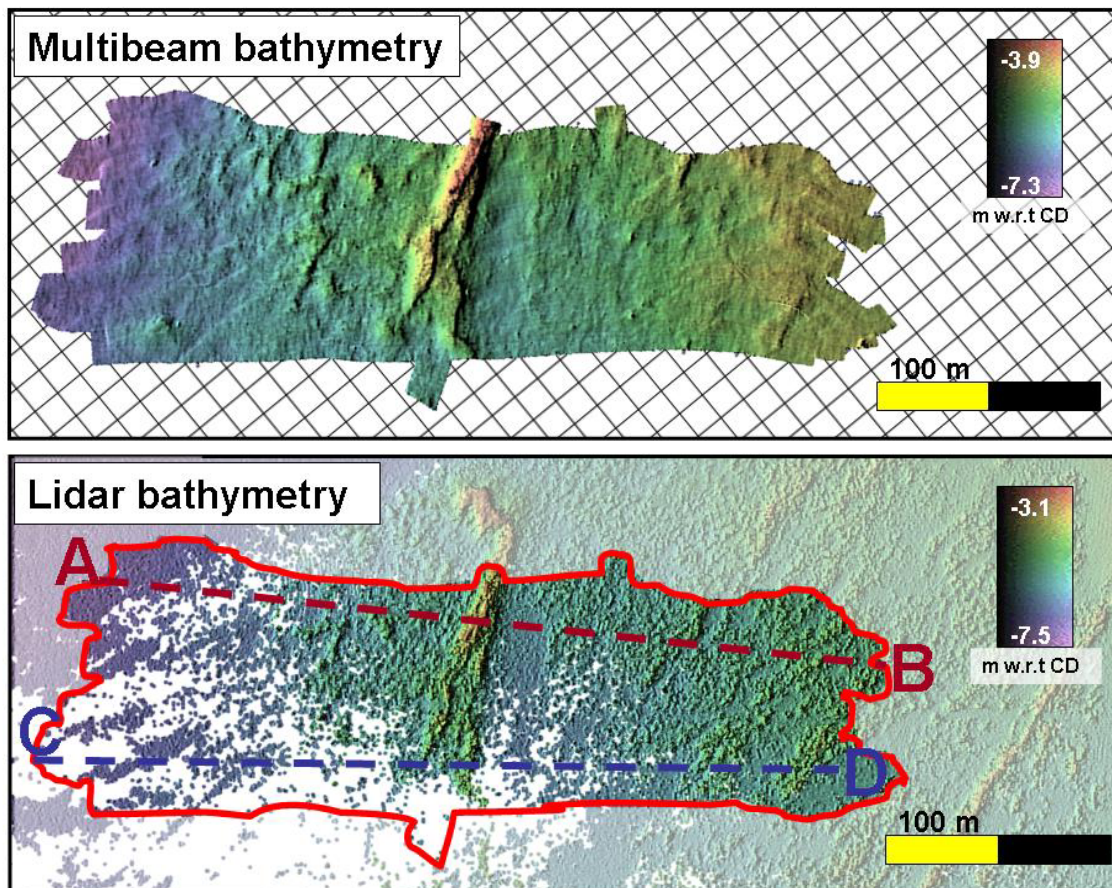 Multibeam bathymetry
-3.9
-7.3
m w.r.t CD
100 m
Lidar bathymetry
-3.1
-7.5
m w.r.t CD
A
B
C
D
100 m